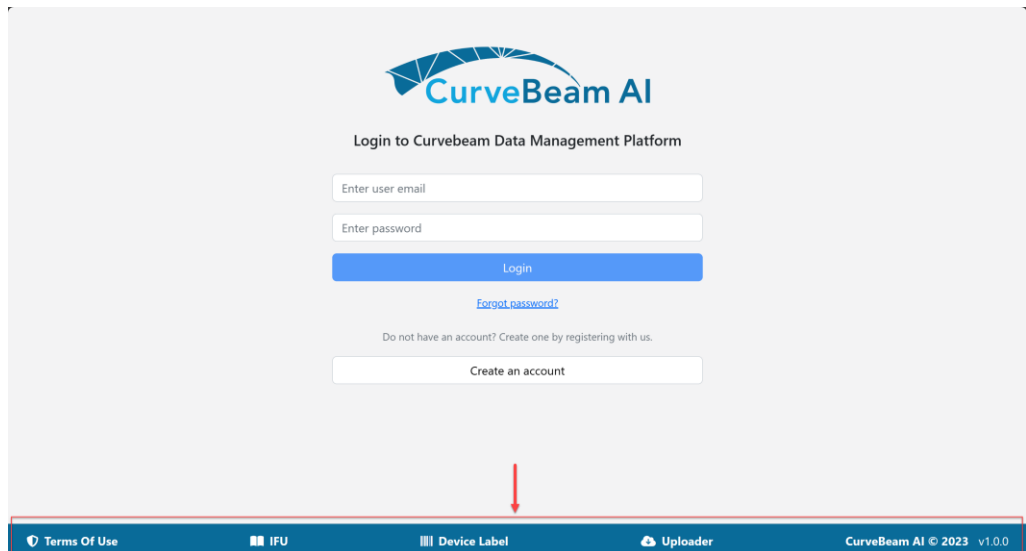 CurveBeam AI
Login to Curvebeam Data Management Platform
Enter user email
Enter password
Login
Forgot password?
Do not have an account? Create one by registering with us.
Create an account
Terms Of Use IFU Device Label Uploader CurveBeam AI © 2023 v1.0.0